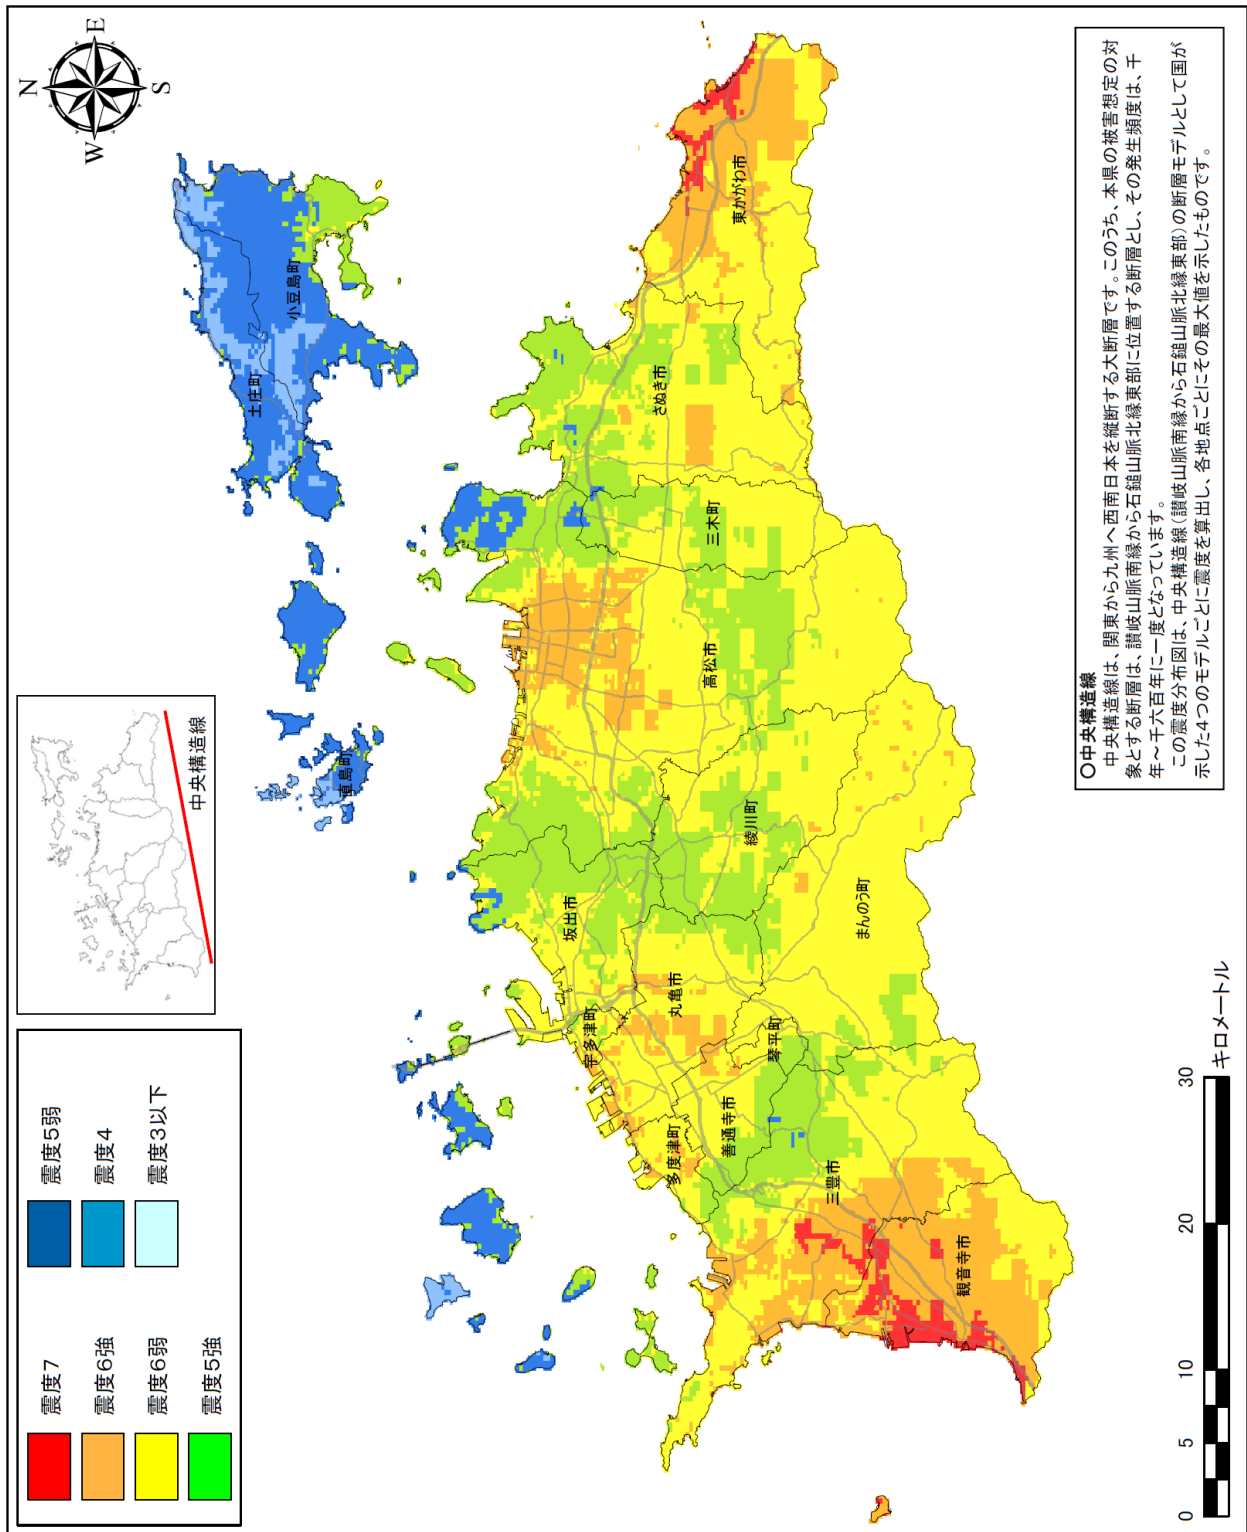 震度7
震度6強
震度6弱
震度5強
震度5弱
震度4
震度3以下
中央構造線
N
E
S
W
土庄町
小豆島町
直島町
東かがわ市
さぬき市
三木町
高松市
綾川町
坂出市
宇多津町
丸亀市
まんのう町
琴平町
善通寺市
多度津町
三豊市
観音寺市
0
5
10
20
30
キロメートル
〇中央構造線
中央構造線は、関東から九州へ西南日本を縦断する大断層です。このうち、本県の被害想定の対
象とする断層は、讃岐山脈南縁から石鎚山脈北縁東部に位置する断層とし、その発生頻度は、千
年～千六百年に一度となっています。
この震度分布図は、中央構造線（讃岐山脈南縁から石鎚山脈北縁東部）の断層モデルとして国が
示した4つのモデルごとに震度を算出し、各地点ごとにその最大値を示したものです。